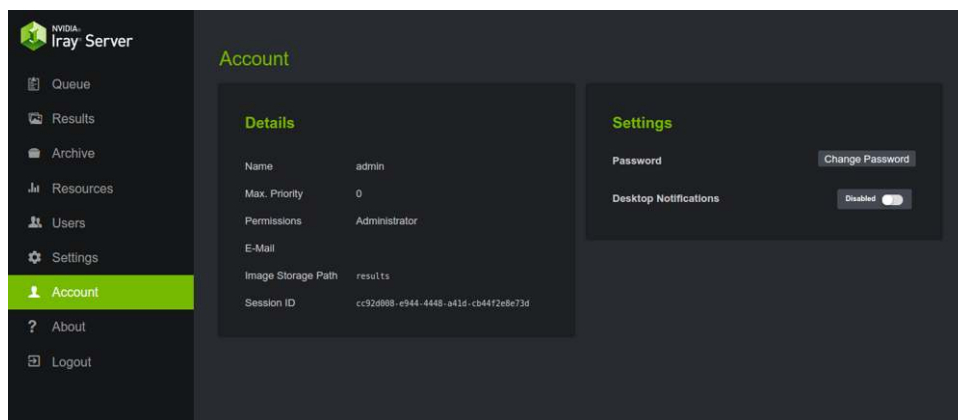 NVIDIA.
Iray Server
Queue
Results
Archive
Resources
Users
Settings
Account
About
Logout
Account
Details
Name admin
Max. Priority 0
Permissions Administrator
E-Mail
Image Storage Path results
Session ID cc92d008-e944-4448-a41d-cb44f2e8e73d
Settings
Password Change Password
Desktop Notifications Disabled